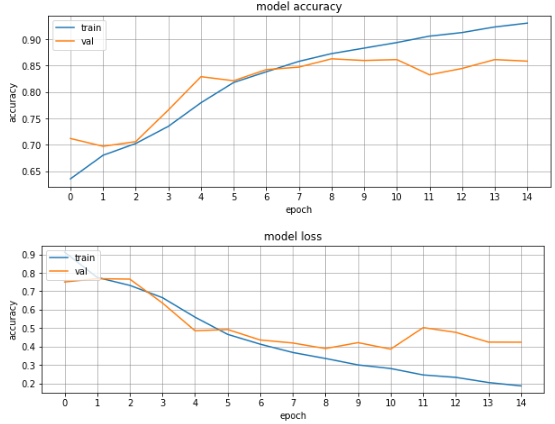 model accuracy
train
val
0.90
0.85
0.80
0.75
0.70
0.65
accuracy
0 1 2 3 4 5 6 7 8 9 10 11 12 13 14
epoch
model loss
train
val
0.9
0.8
0.7
0.6
0.5
0.4
0.3
0.2
accuracy
0 1 2 3 4 5 6 7 8 9 10 11 12 13 14
epoch